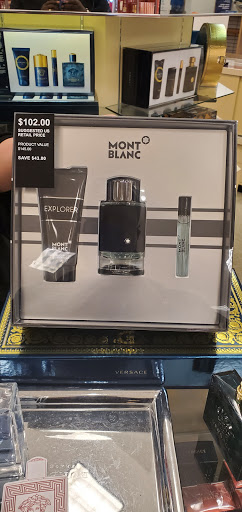 $102.00
SUGGESTED US
RETAIL PRICE
PRODUCT VALUE
$145.00
SAVE $43.00
MONT
BLANC
EXPLORER
MONT
BLANC
VERSACE